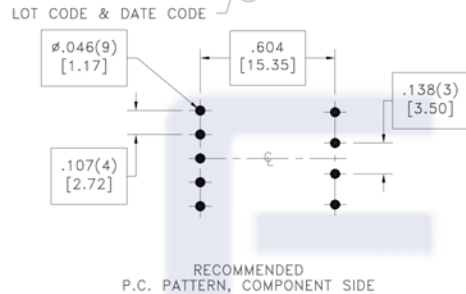 LOT CODE & DATE CODE
ø.046(9)
[1.17]
.604
[15.35]
.138(3)
[3.50]
.107(4)
[2.72]
℄
RECOMMENDED
P.C. PATTERN, COMPONENT SIDE